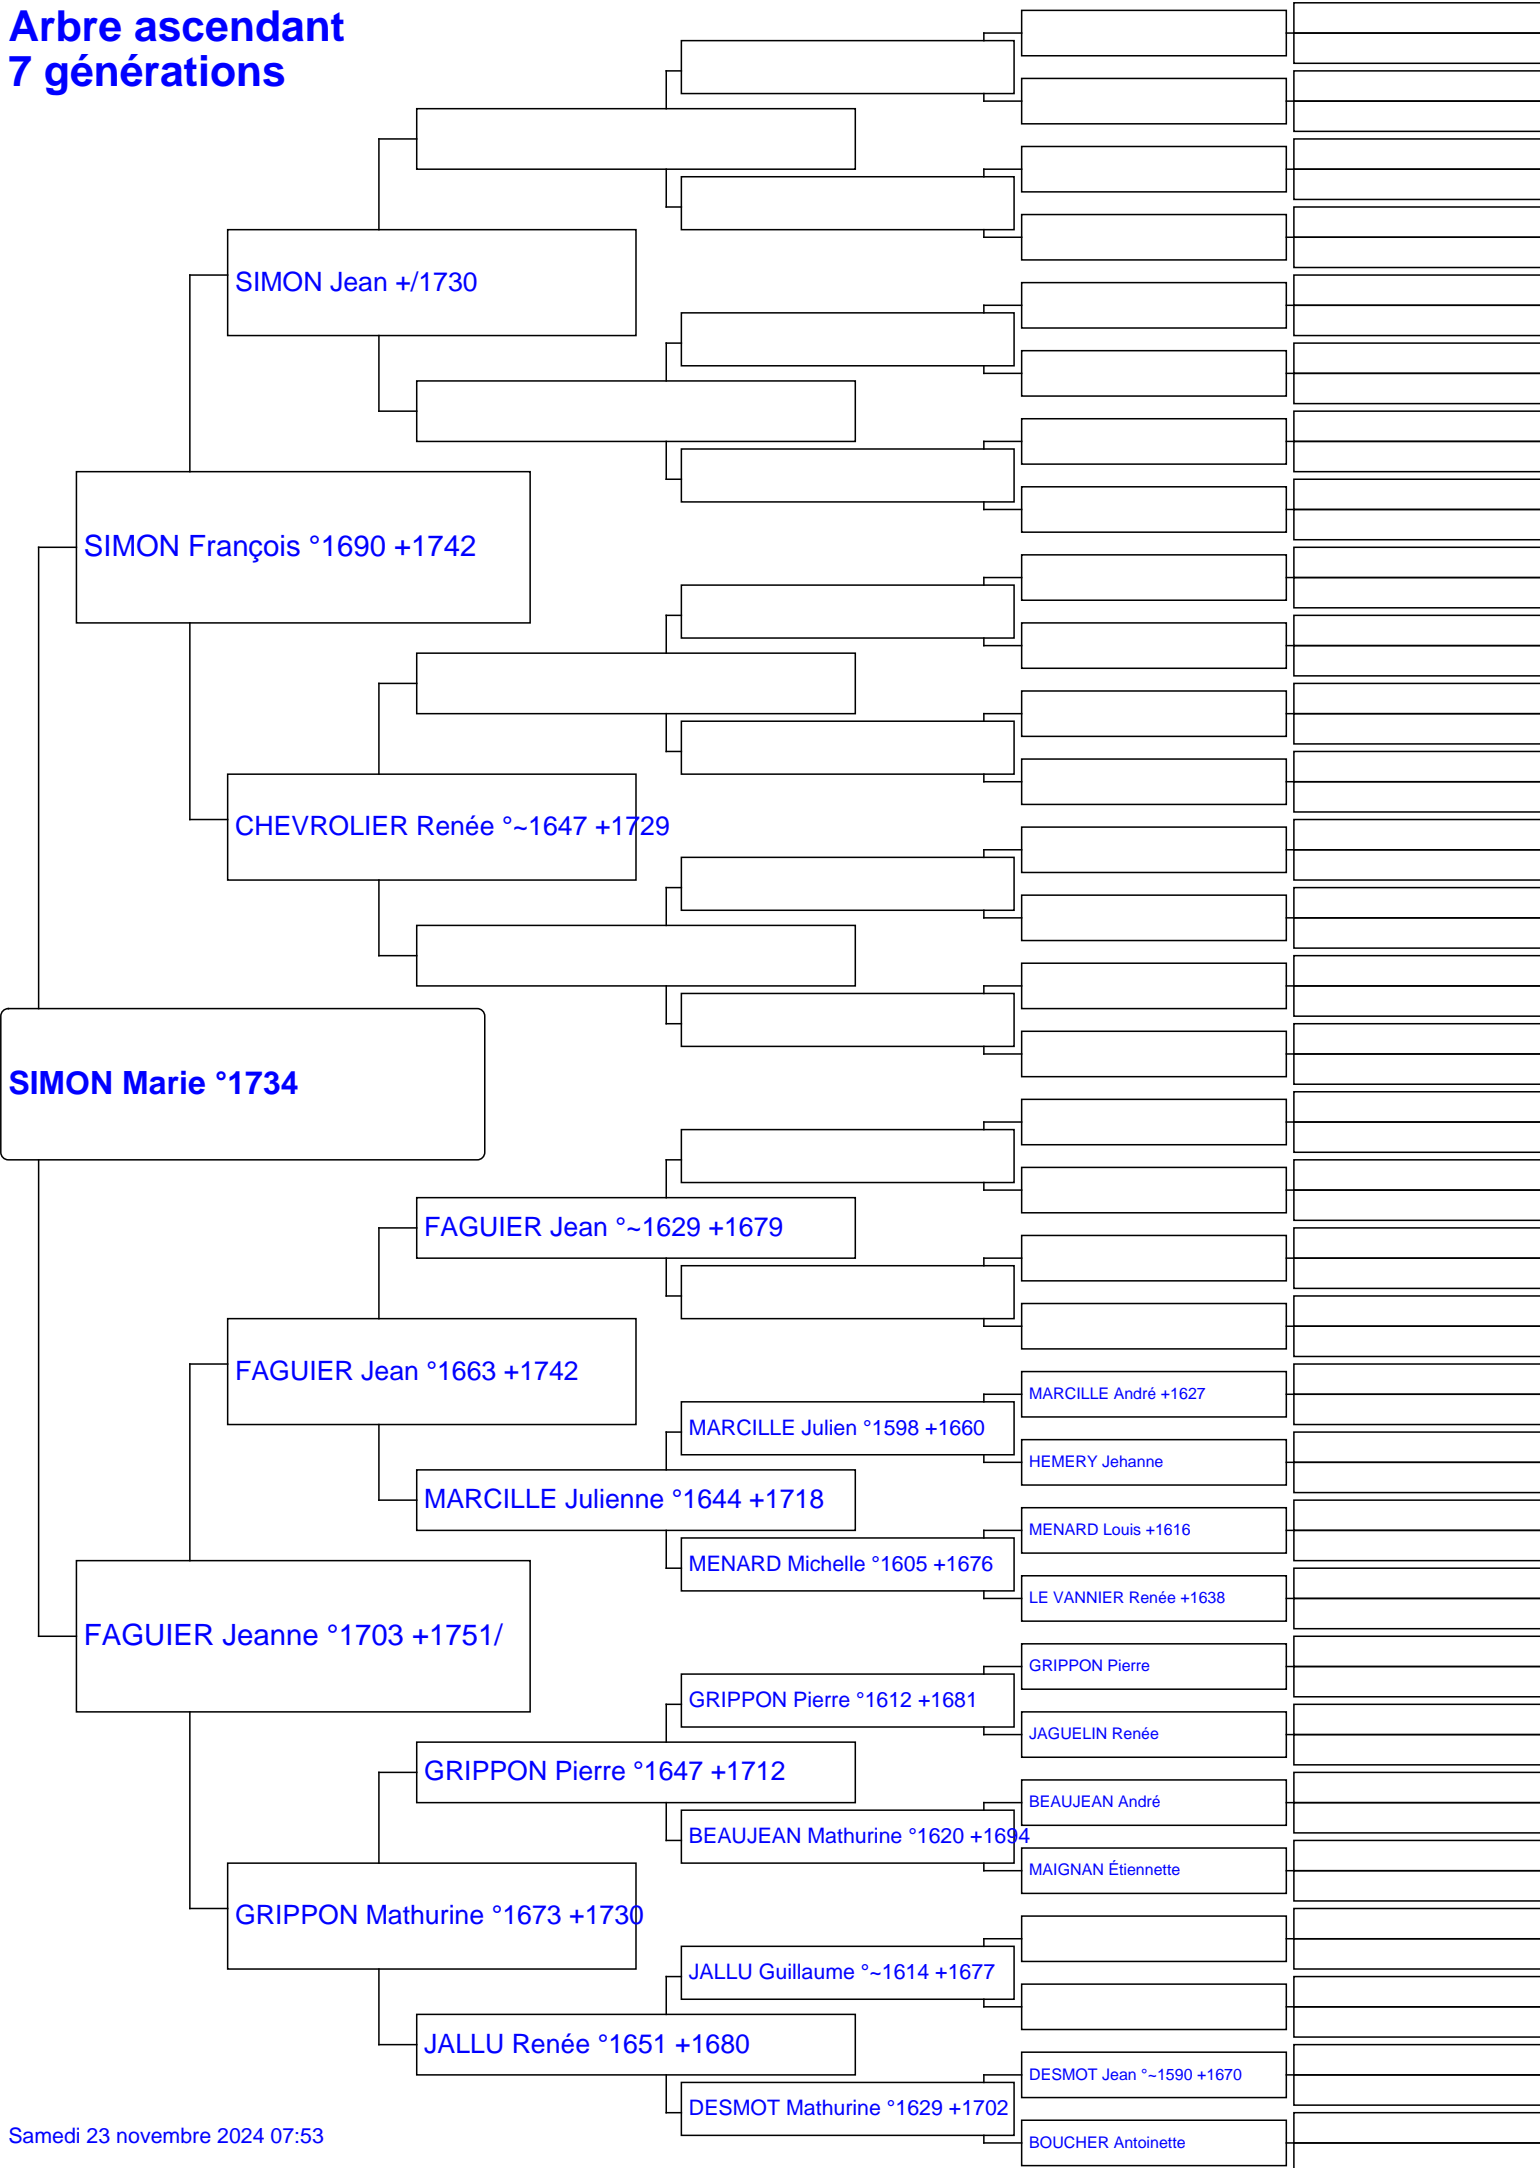 Arbre ascendant
7 générations
SIMON Jean +/1730
SIMON François °1690 +1742
CHEVROLIER Renée °~1647 +1729
SIMON Marie °1734
FAGUIER Jean °~1629 +1679
FAGUIER Jean °1663 +1742
MARCILLE André +1627
MARCILLE Julien °1598 +1660
HEMERY Jehanne
MARCILLE Julienne °1644 +1718
MENARD Louis +1616
MENARD Michelle °1605 +1676
LE VANNIER Renée +1638
FAGUIER Jeanne °1703 +1751/
GRIPPON Pierre
GRIPPON Pierre °1612 +1681
JAGUELIN Renée
GRIPPON Pierre °1647 +1712
BEAUJEAN André
BEAUJEAN Mathurine °1620 +1694
MAIGNAN Étiennette
GRIPPON Mathurine °1673 +1730
JALLU Guillaume °~1614 +1677
JALLU Renée °1651 +1680
DESMOT Jean °~1590 +1670
DESMOT Mathurine °1629 +1702
BOUCHER Antoinette
Samedi 23 novembre 2024 07:53